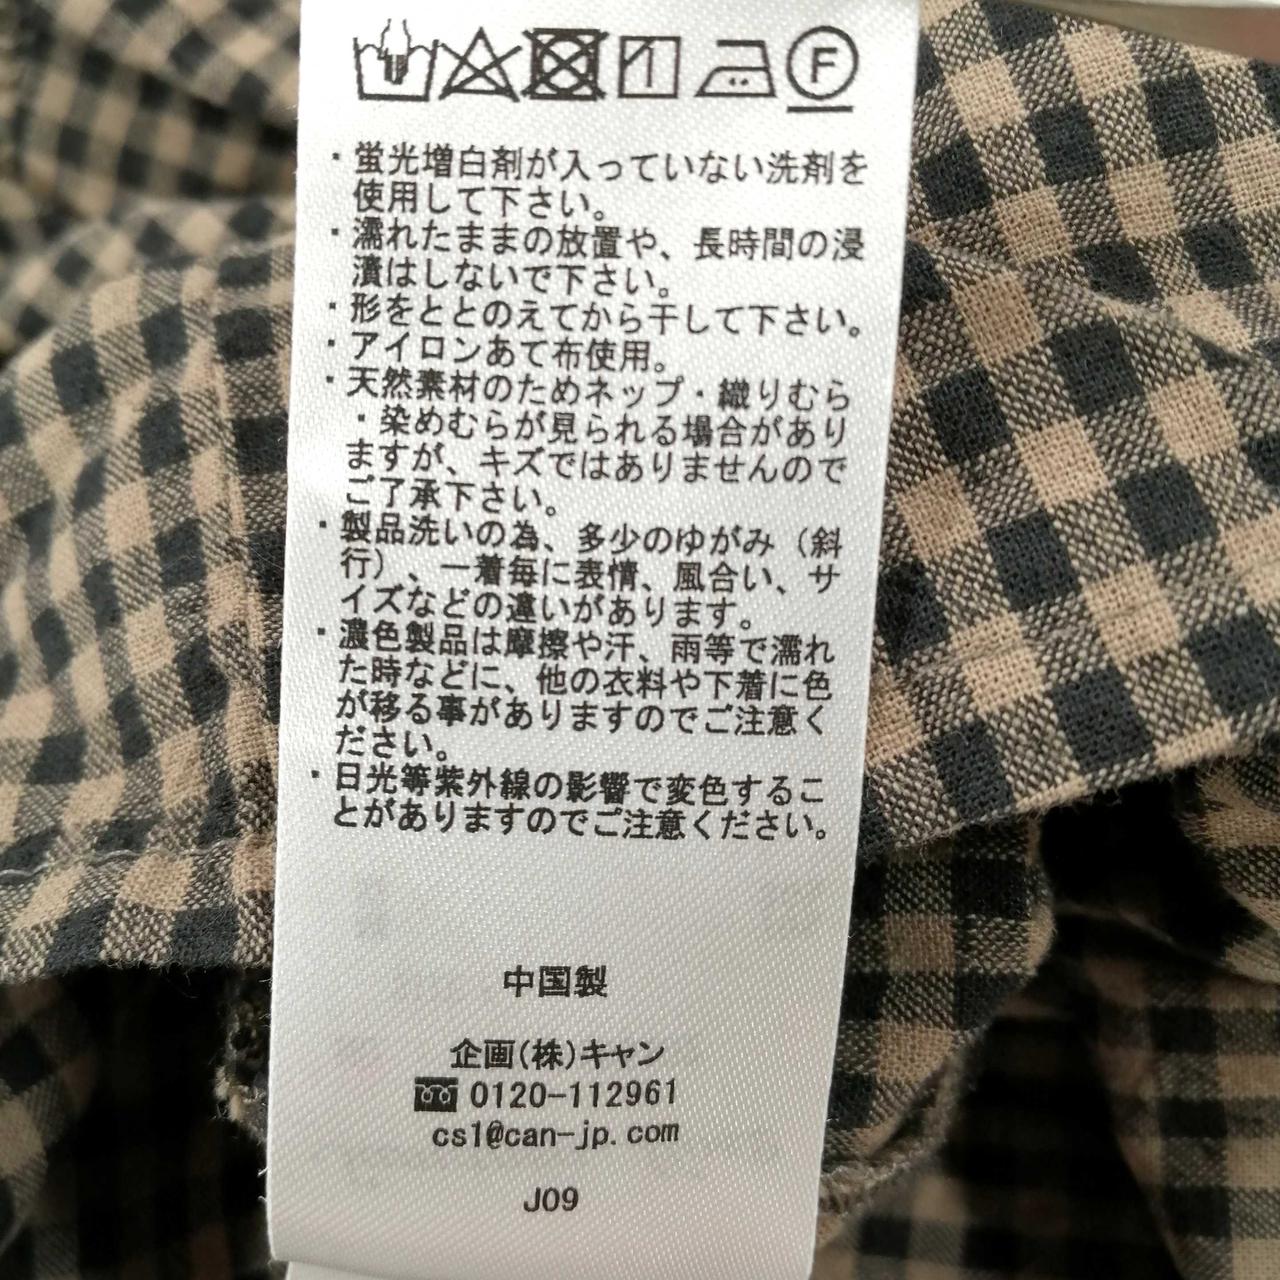 F
・蛍光増白剤が入っていない洗剤を
使用して下さい。
・濡れたままの放置や、長時間の浸
漬はしないで下さい。
・形をととのえてから干して下さい。
・アイロンあて布使用。
・天然素材のためネップ・織りむら
・染めむらが見られる場合があり
ますが、キズではありませんので
ご了承下さい。
・製品洗いの為、多少のゆがみ（斜
行）、一着毎に表情、風合い、サ
イズなどの違いがあります。
・濃色製品は摩擦や汗、雨等で濡れ
た時などに、他の衣料や下着に色
が移る事がありますのでご注意く
ださい。
・日光等紫外線の影響で変色するこ
とがありますのでご注意ください。
中国製
企画(株)キャン
0120-112961
cs1@can-jp.com
J09